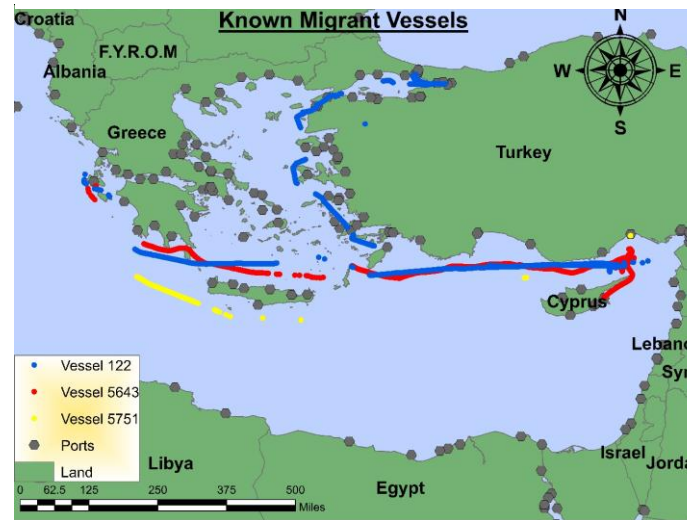 Known Migrant Vessels
Croatia
F.Y.R.O.M
Albania
Greece
Turkey
N
W E
S
Cyprus
Lebano
Syr
Israel
Jorda
Libya
Egypt
Vessel 122
Vessel 5643
Vessel 5751
Ports
Land
0 62.5 125 250 375 500
Miles